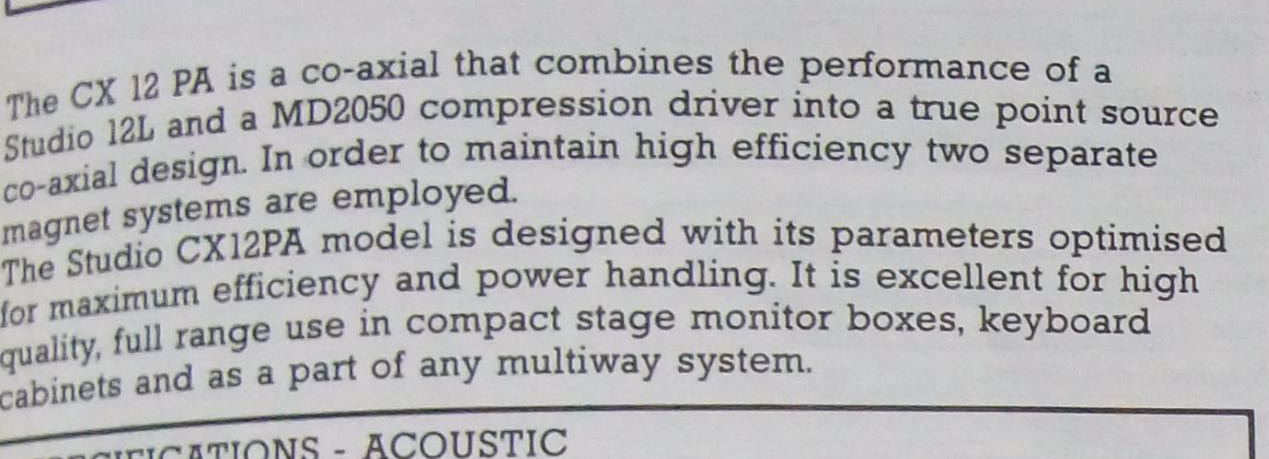 The CX 12 PA is a co-axial that combines the performance of a
Studio 12L and a MD2050 compression driver into a true point source
co-axial design. In order to maintain high efficiency two separate
magnet systems are employed.
The Studio CX12PA model is designed with its parameters optimised
for maximum efficiency and power handling. It is excellent for high
quality, full range use in compact stage monitor boxes, keyboard
cabinets and as a part of any multiway system.
SPECIFICATIONS - ACOUSTIC